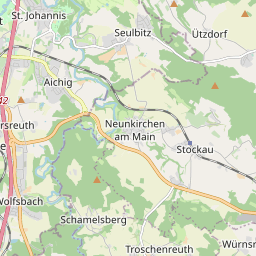 St. Johannis
Seulbitz
Ützdorf
Aichig
Neunkirchen
am Main
Stockau
Wolfsbach
Schamelsberg
Troschenreuth